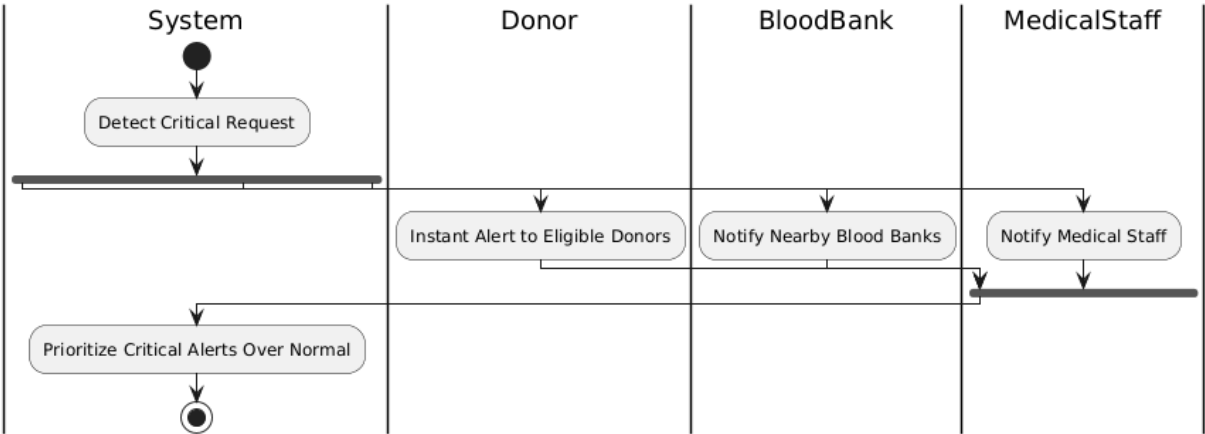 System
Donor
BloodBank
MedicalStaff
Detect Critical Request
Instant Alert to Eligible Donors
Notify Nearby Blood Banks
Notify Medical Staff
Prioritize Critical Alerts Over Normal